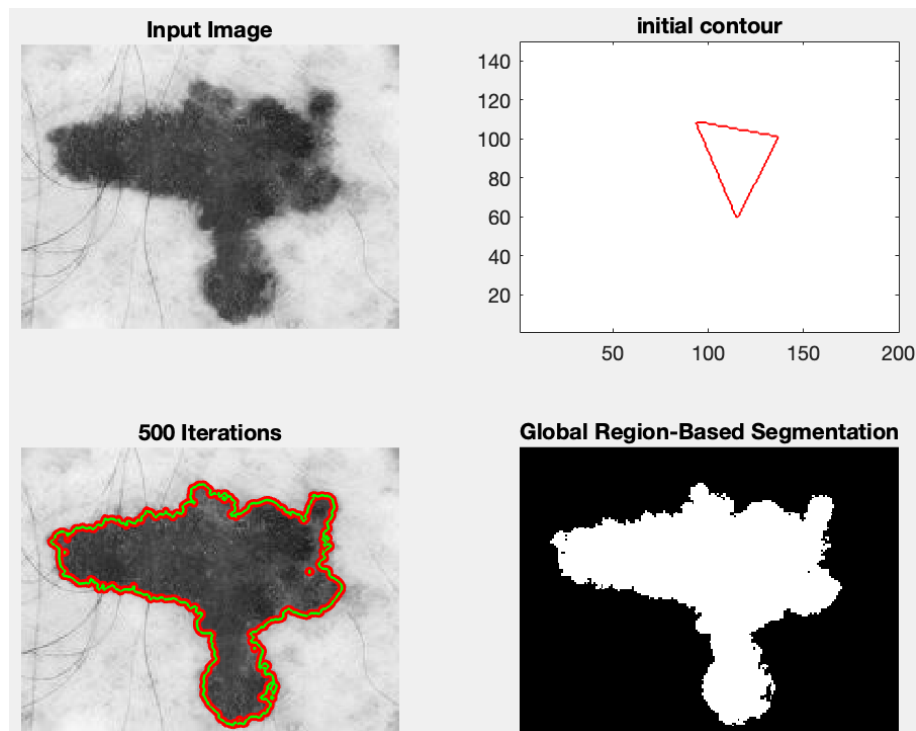 Input Image
initial contour
140
120
100
80
60
40
20
50 100 150 200
500 Iterations
Global Region-Based Segmentation